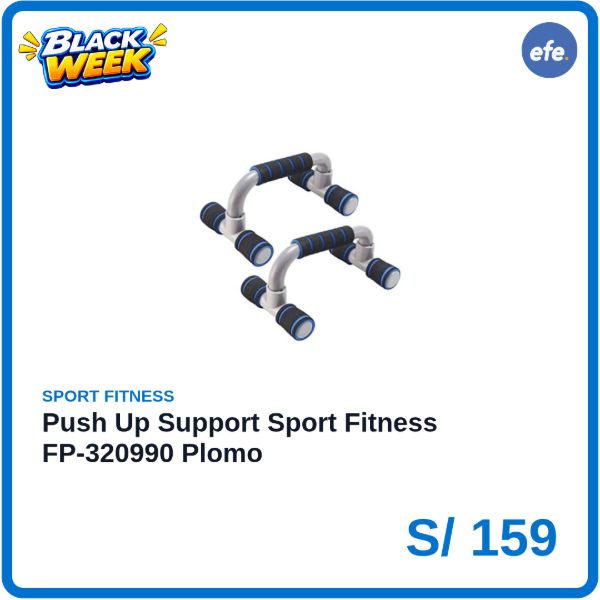 BLACK
WEEK
efe.
SPORT FITNESS
Push Up Support Sport Fitness
FP-320990 Plomo
S/ 159